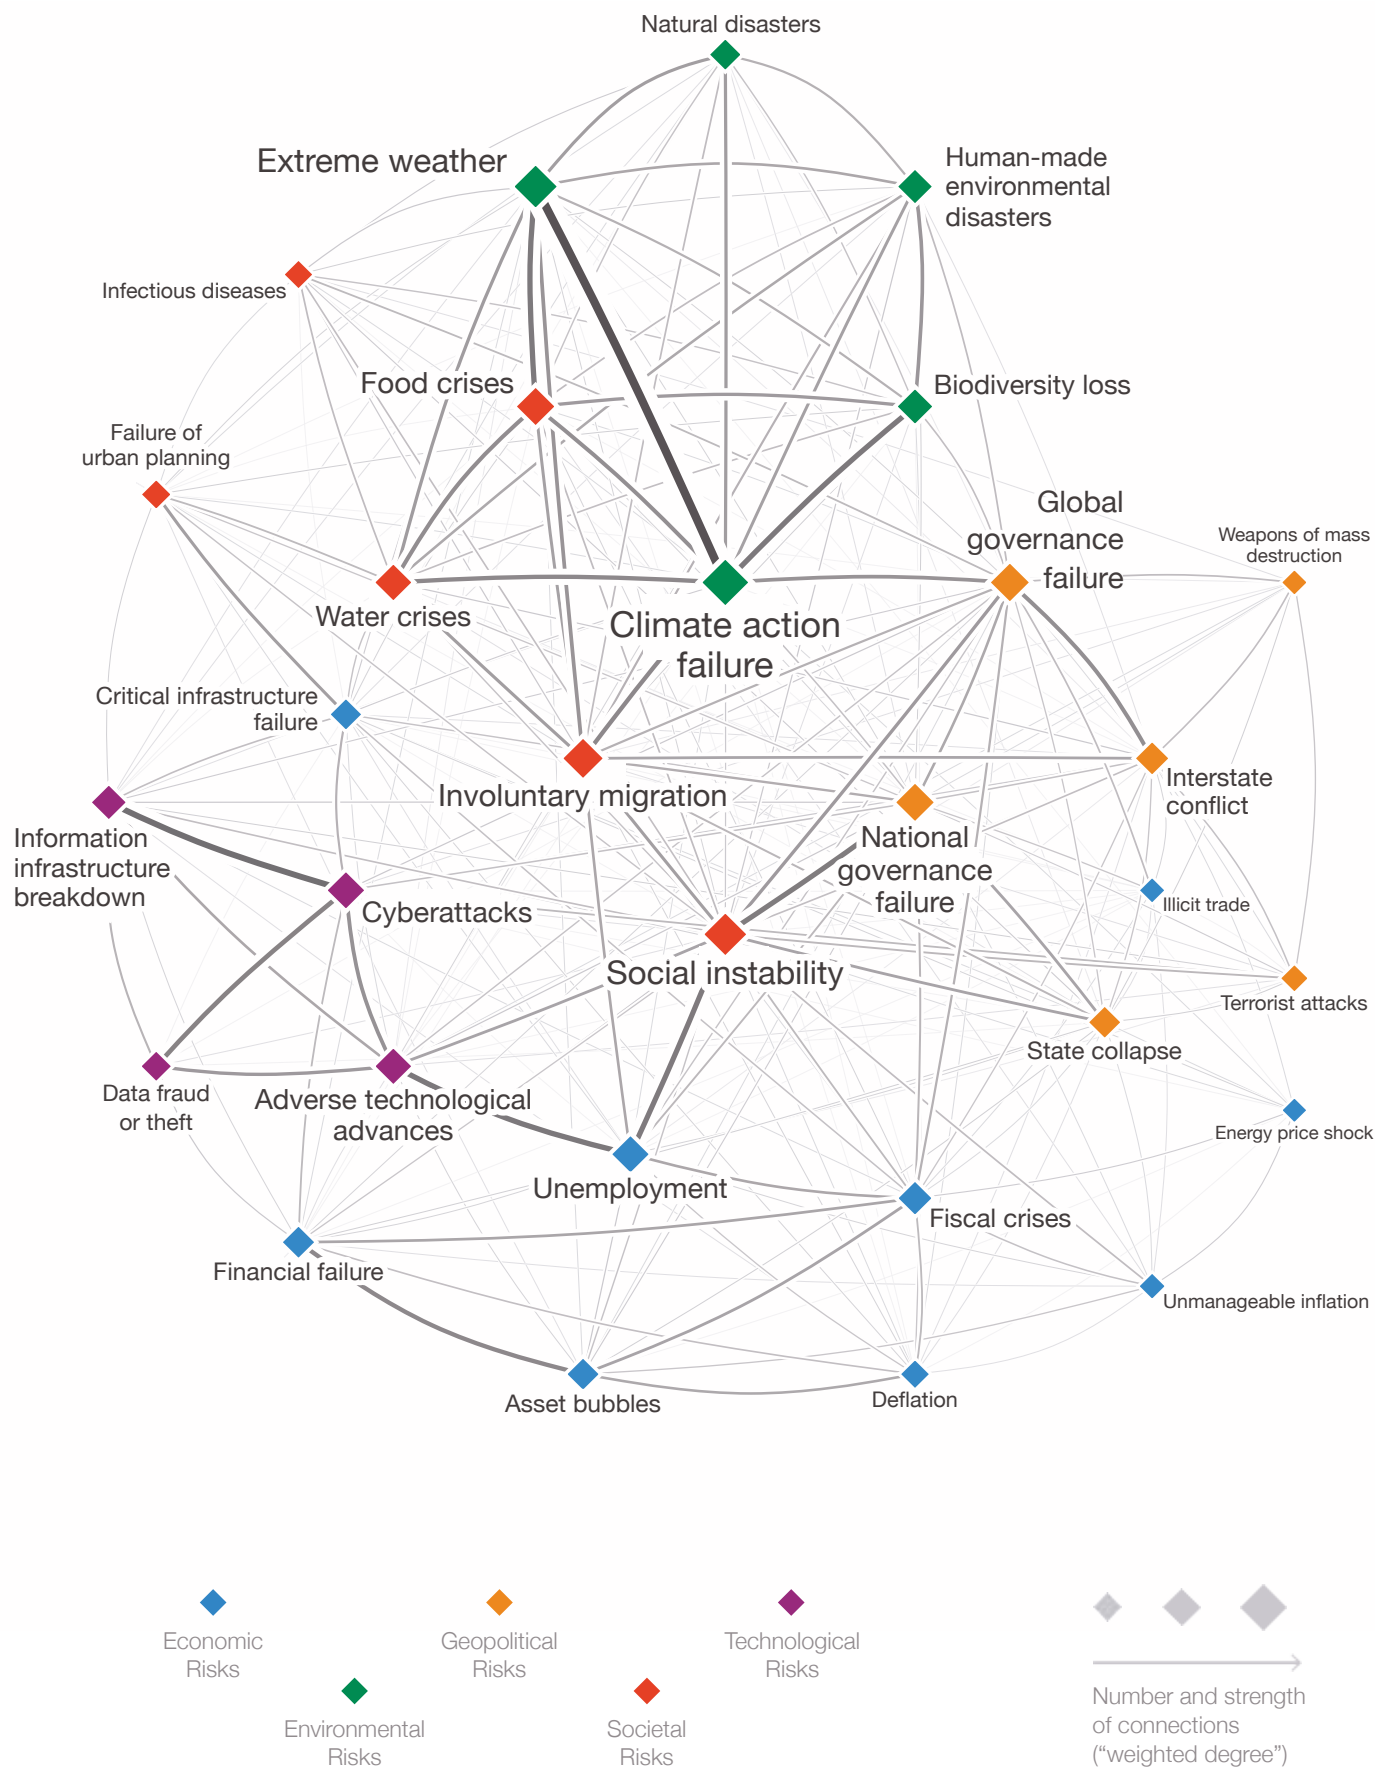 Natural disasters
Extreme weather
Human-made
environmental
disasters
Infectious diseases
Food crises
Biodiversity loss
Failure of
urban planning
Global
governance
failure
Weapons of mass
destruction
Water crises
Climate action
failure
Critical infrastructure
failure
Involuntary migration
Interstate
conflict
Information
infrastructure
breakdown
National
governance
failure
Cyberattacks
Illicit trade
Social instability
Terrorist attacks
State collapse
Data fraud
or theft
Adverse technological
advances
Energy price shock
Unemployment
Fiscal crises
Financial failure
Unmanageable inflation
Asset bubbles
Deflation
Economic
Risks
Geopolitical
Risks
Technological
Risks
Environmental
Risks
Societal
Risks
Number and strength
of connections
(“weighted degree”)